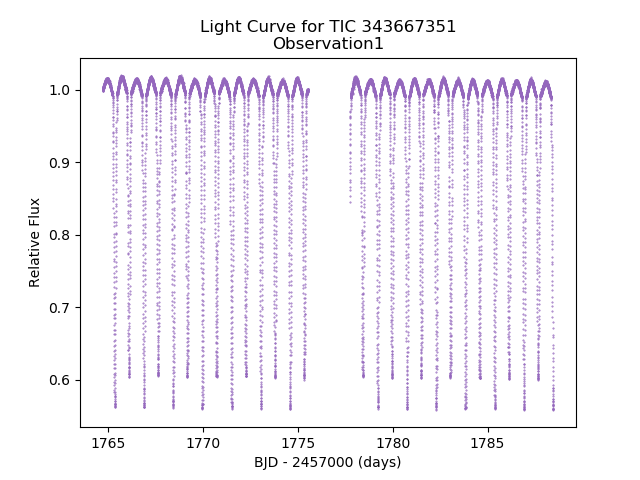 Light Curve for TIC 343667351
Observation1
1.0
0.9
0.8
0.7
0.6
Relative Flux
1765
1770
1775
1780
1785
BJD - 2457000 (days)